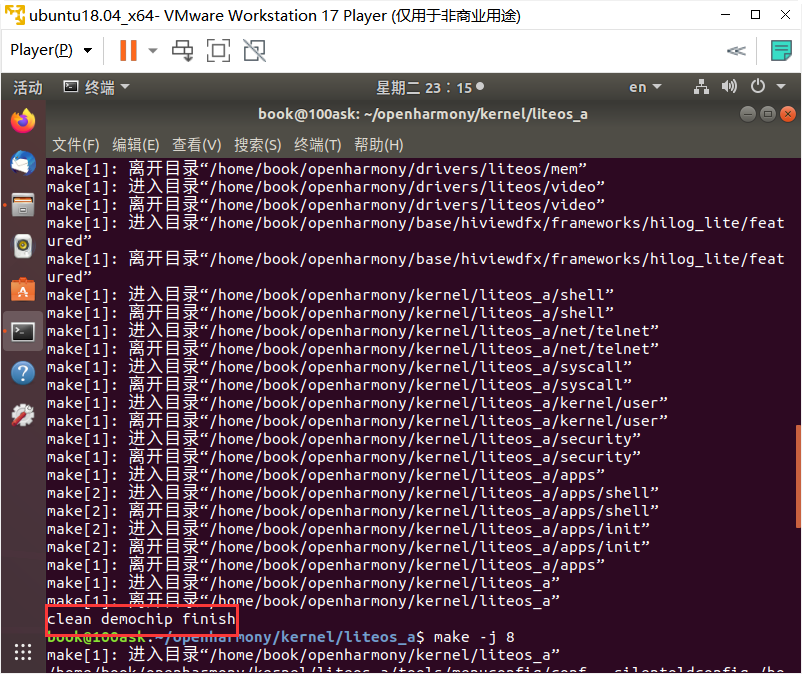 ubuntu18.04_x64- VMware Workstation 17 Player (仅用于非商业用途)
Player(P)
活动 终端 星期二 23：15 en
book@100ask: ~/openharmony/kernel/liteos_a
文件(F) 编辑(E) 查看(V) 搜索(S) 终端(T) 帮助(H)
make[1]: 离开目录“/home/book/openharmony/drivers/liteos/mem”
make[1]: 进入目录“/home/book/openharmony/drivers/liteos/video”
make[1]: 离开目录“/home/book/openharmony/drivers/liteos/video”
make[1]: 进入目录“/home/book/openharmony/base/hiviewdfx/frameworks/hilog_lite/feat
ured”
make[1]: 离开目录“/home/book/openharmony/base/hiviewdfx/frameworks/hilog_lite/feat
ured”
make[1]: 进入目录“/home/book/openharmony/kernel/liteos_a/shell”
make[1]: 离开目录“/home/book/openharmony/kernel/liteos_a/shell”
make[1]: 进入目录“/home/book/openharmony/kernel/liteos_a/net/telnet”
make[1]: 离开目录“/home/book/openharmony/kernel/liteos_a/net/telnet”
make[1]: 进入目录“/home/book/openharmony/kernel/liteos_a/syscall”
make[1]: 离开目录“/home/book/openharmony/kernel/liteos_a/syscall”
make[1]: 进入目录“/home/book/openharmony/kernel/liteos_a/kernel/user”
make[1]: 离开目录“/home/book/openharmony/kernel/liteos_a/kernel/user”
make[1]: 进入目录“/home/book/openharmony/kernel/liteos_a/security”
make[1]: 离开目录“/home/book/openharmony/kernel/liteos_a/security”
make[1]: 进入目录“/home/book/openharmony/kernel/liteos_a/apps”
make[2]: 进入目录“/home/book/openharmony/kernel/liteos_a/apps/shell”
make[2]: 离开目录“/home/book/openharmony/kernel/liteos_a/apps/shell”
make[2]: 进入目录“/home/book/openharmony/kernel/liteos_a/apps/init”
make[2]: 离开目录“/home/book/openharmony/kernel/liteos_a/apps/init”
make[1]: 离开目录“/home/book/openharmony/kernel/liteos_a/apps”
make[1]: 进入目录“/home/book/openharmony/kernel/liteos_a”
make[1]: 离开目录“/home/book/openharmony/kernel/liteos_a”
clean demochip finish
book@100ask:~/openharmony/kernel/liteos_a$ make -j 8
make[1]: 进入目录“/home/book/openharmony/kernel/liteos_a”
/home/book/openharmony/kernel/liteos_a/tools/menuconfig/conf --silentoldconfig /ho